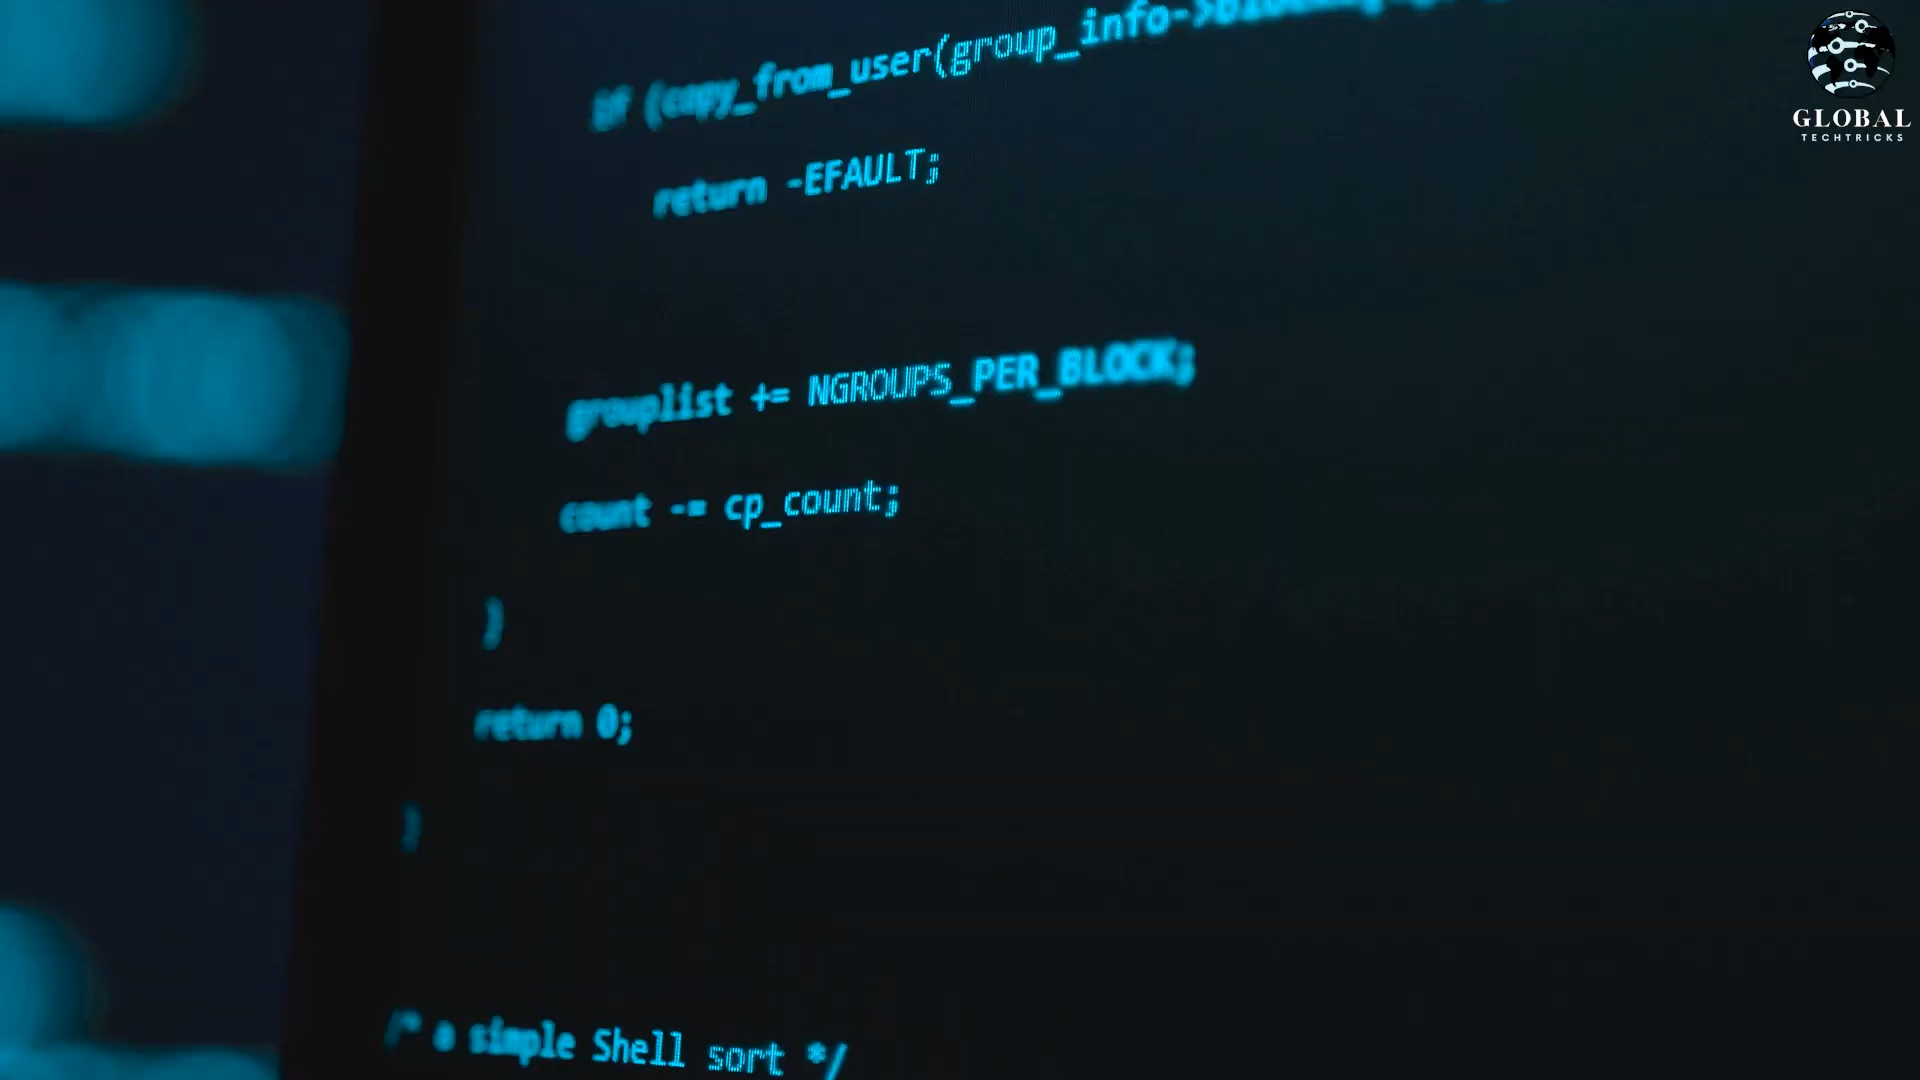 if (copy_from_user(group_info->
return -EFAULT;
grouplist += NGROUPS_PER_BLOCK;
count -= cp_count;
}
return 0;
}
/* a simple Shell sort */
GLOBAL
TECHTRICKS